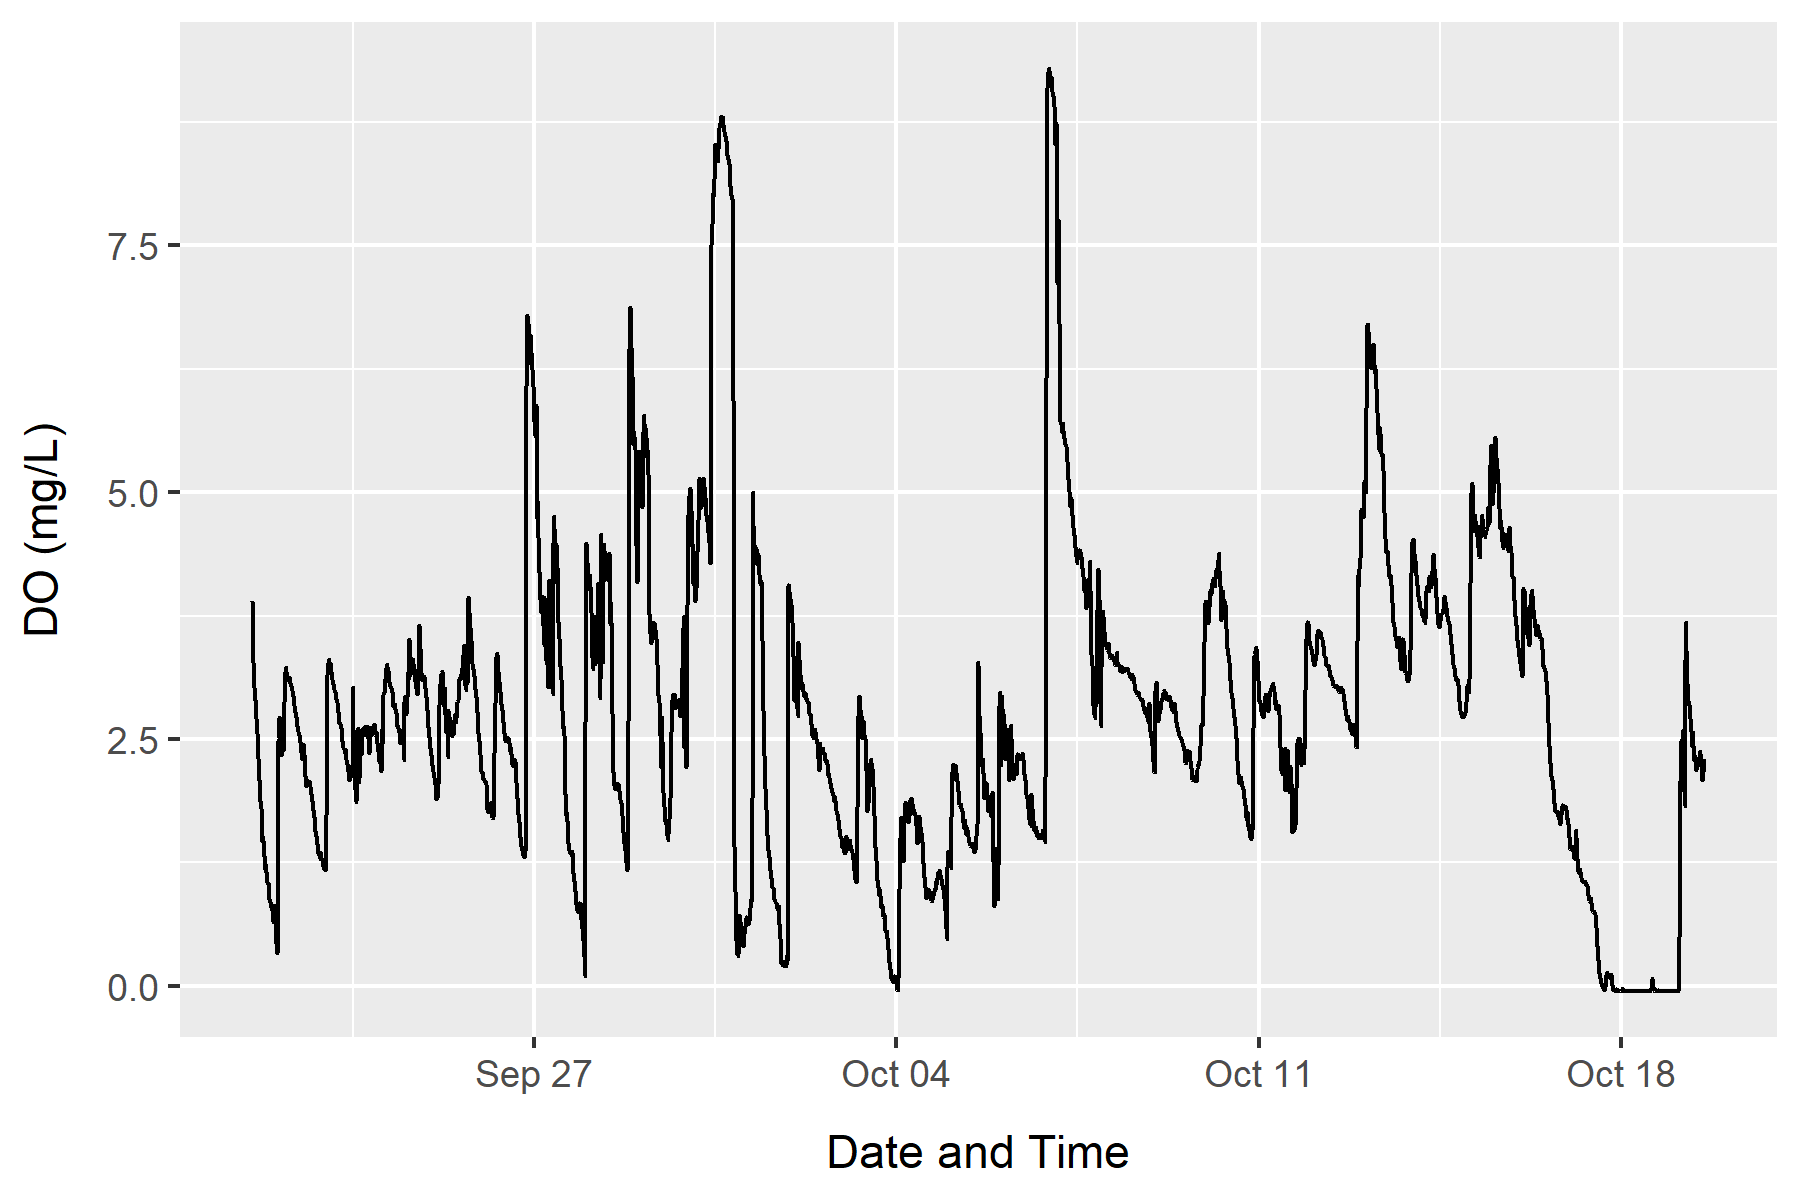 DO (mg/L)
7.5
5.0
2.5
0.0
Sep 27
Oct 04
Oct 11
Oct 18
Date and Time